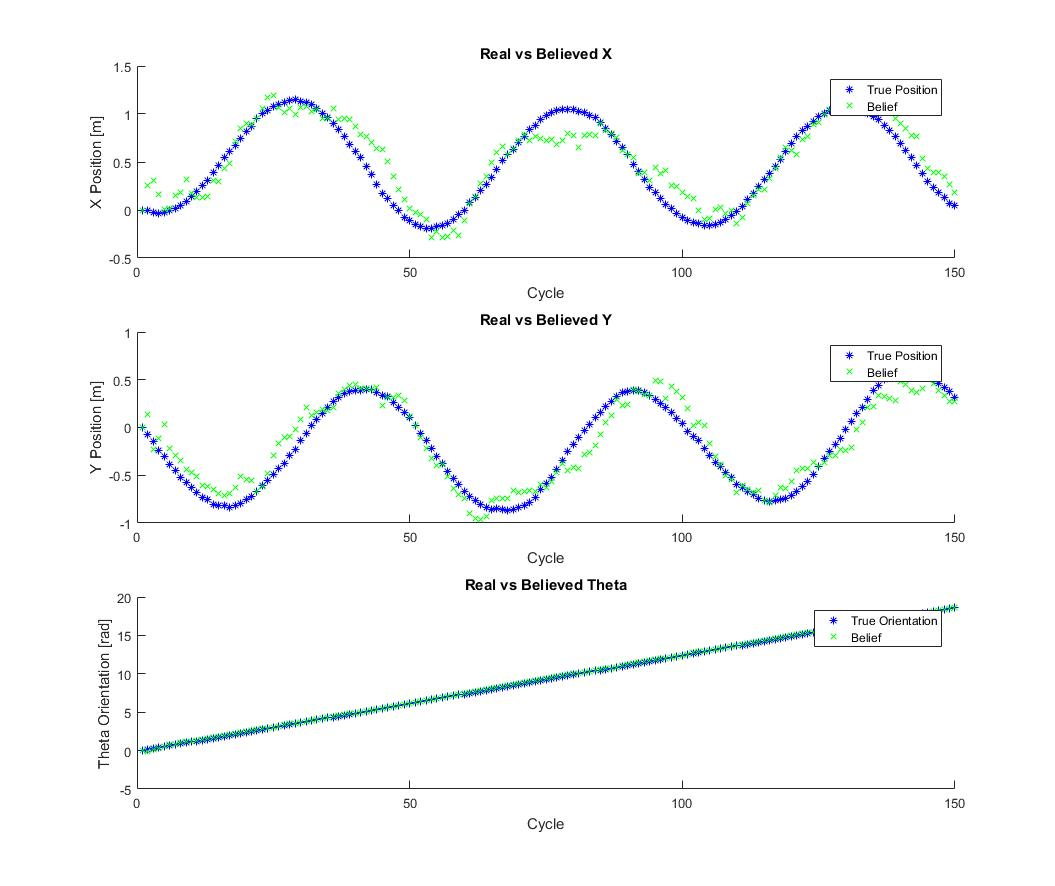 Real vs Believed X
1.5
1
0.5
0
-0.5
X Position [m]
True Position
Belief
0 50 100 150
Cycle
Real vs Believed Y
1
0.5
0
-0.5
-1
Y Position [m]
True Position
Belief
0 50 100 150
Cycle
Real vs Believed Theta
20
15
10
5
0
-5
Theta Orientation [rad]
True Orientation
Belief
0 50 100 150
Cycle